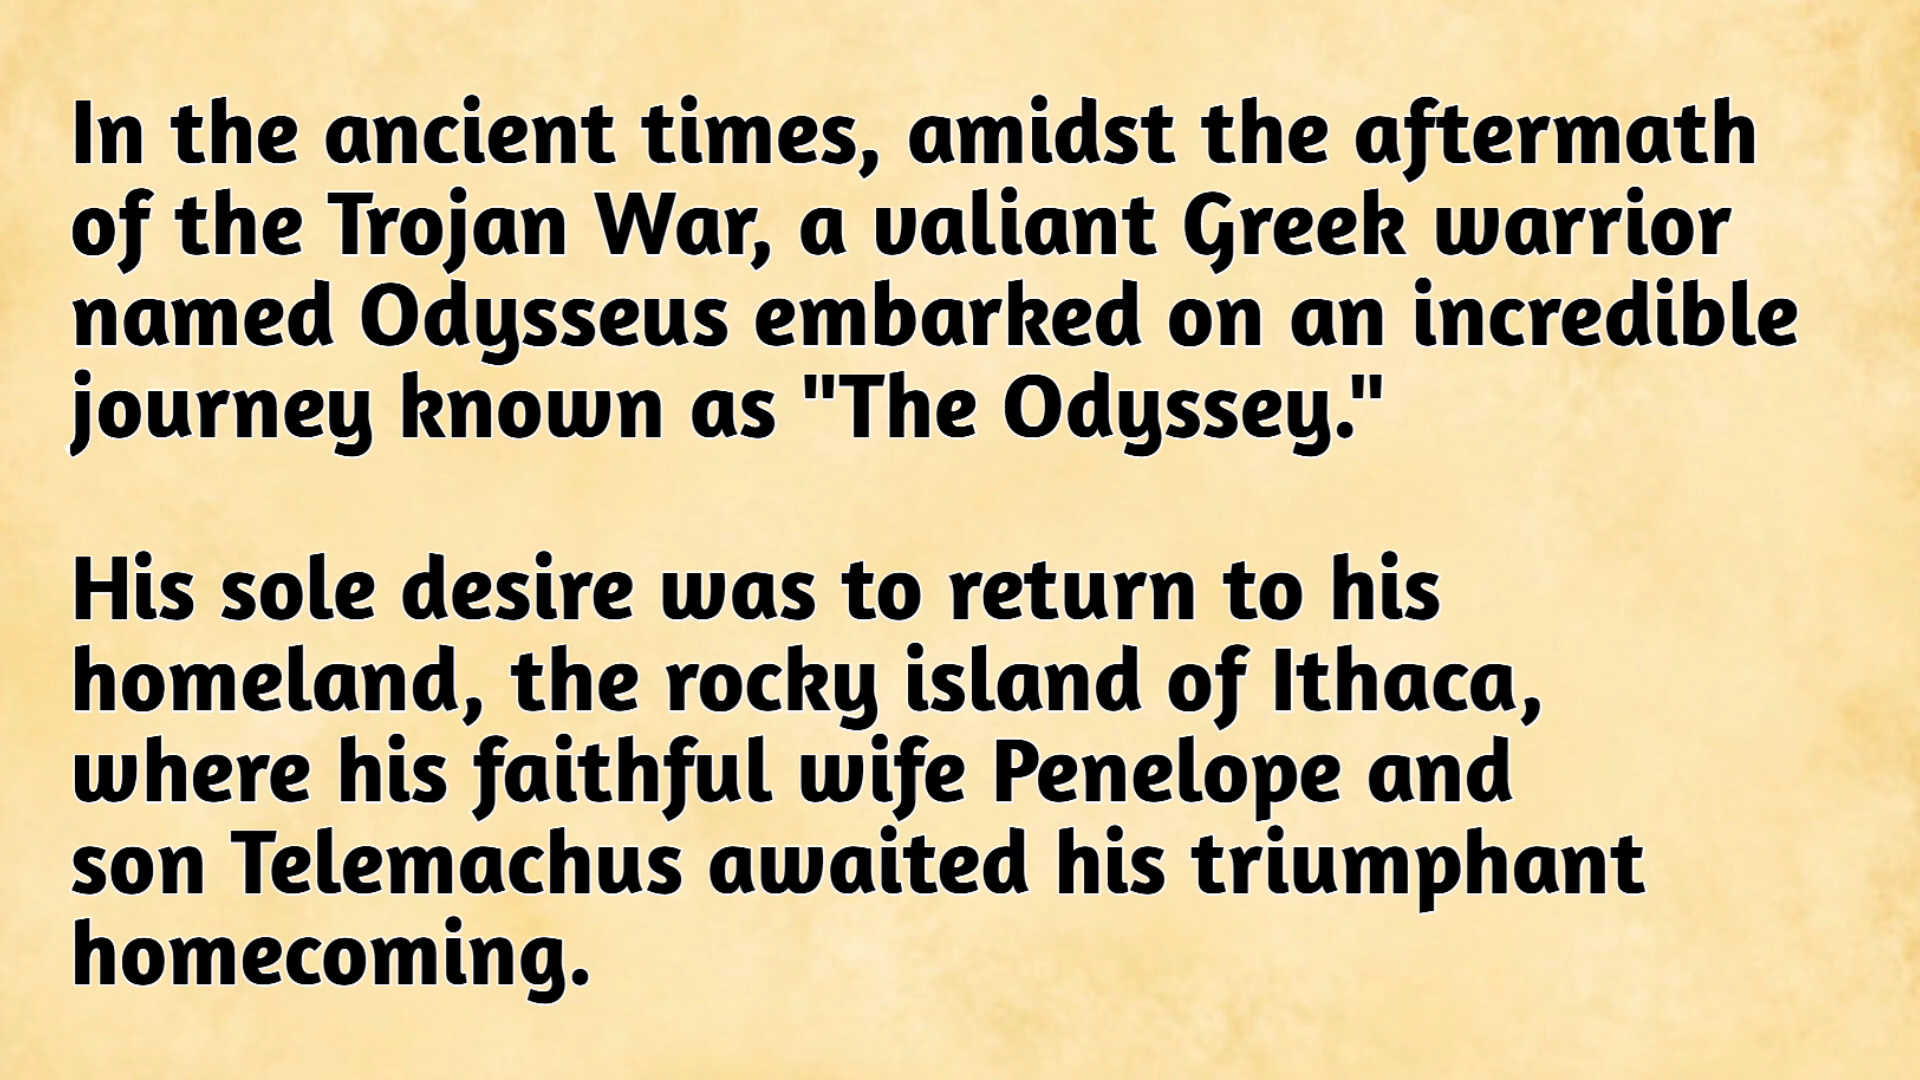 In the ancient times, amidst the aftermath
of the Trojan War, a valiant Greek warrior
named Odysseus embarked on an incredible
journey known as "The Odyssey."
His sole desire was to return to his
homeland, the rocky island of Ithaca,
where his faithful wife Penelope and
son Telemachus awaited his triumphant
homecoming.